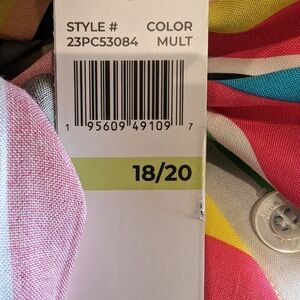 STYLE # COLOR
23PC53084 MULT
1 95609 49109 7
18/20